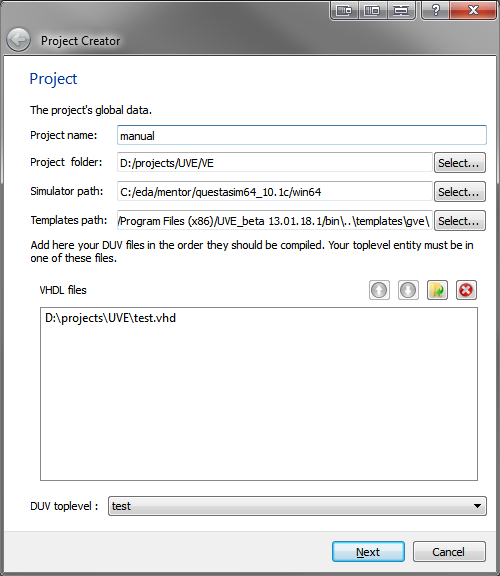 ?
Project Creator
Project
The project's global data.
Project name: manual
Project folder: D:/projects/UVE/VE Select...
Simulator path: C:/eda/mentor/questasim64_10.1c/win64 Select...
Templates path: /Program Files (x86)/UVE_beta 13.01.18.1/bin\..\templates\gve\ Select...
Add here your DUV files in the order they should be compiled. Your toplevel entity must be in
one of these files.
VHDL files
D:\projects\UVE\test.vhd
DUV toplevel : test
Next Cancel